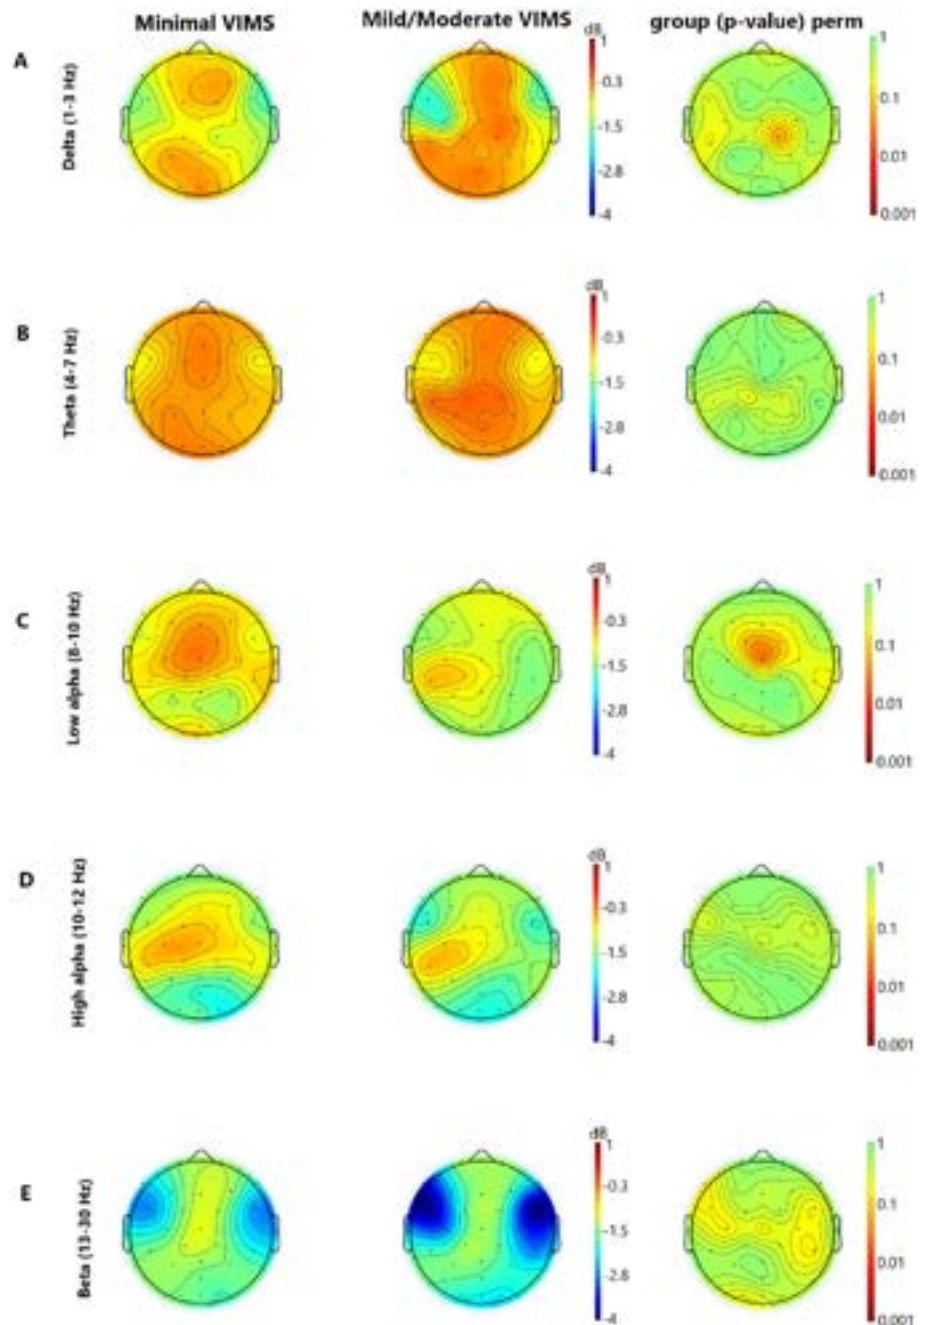 Minimal VIMS
Mild/Moderate VIMS
group (p-value) perm
A
Delta (1-3 Hz)
dB
1
-0.3
-1.5
-2.8
-4
1
0.1
0.01
0.001
B
Theta (4-7 Hz)
dB
1
-0.3
-1.5
-2.8
-4
1
0.1
0.01
0.001
C
Low alpha (8-10 Hz)
dB
1
-0.3
-1.5
-2.8
-4
1
0.1
0.01
0.001
D
High alpha (10-12 Hz)
dB
1
-0.3
-1.5
-2.8
-4
1
0.1
0.01
0.001
E
Beta (13-30 Hz)
dB
1
-0.3
-1.5
-2.8
-4
1
0.1
0.01
0.001